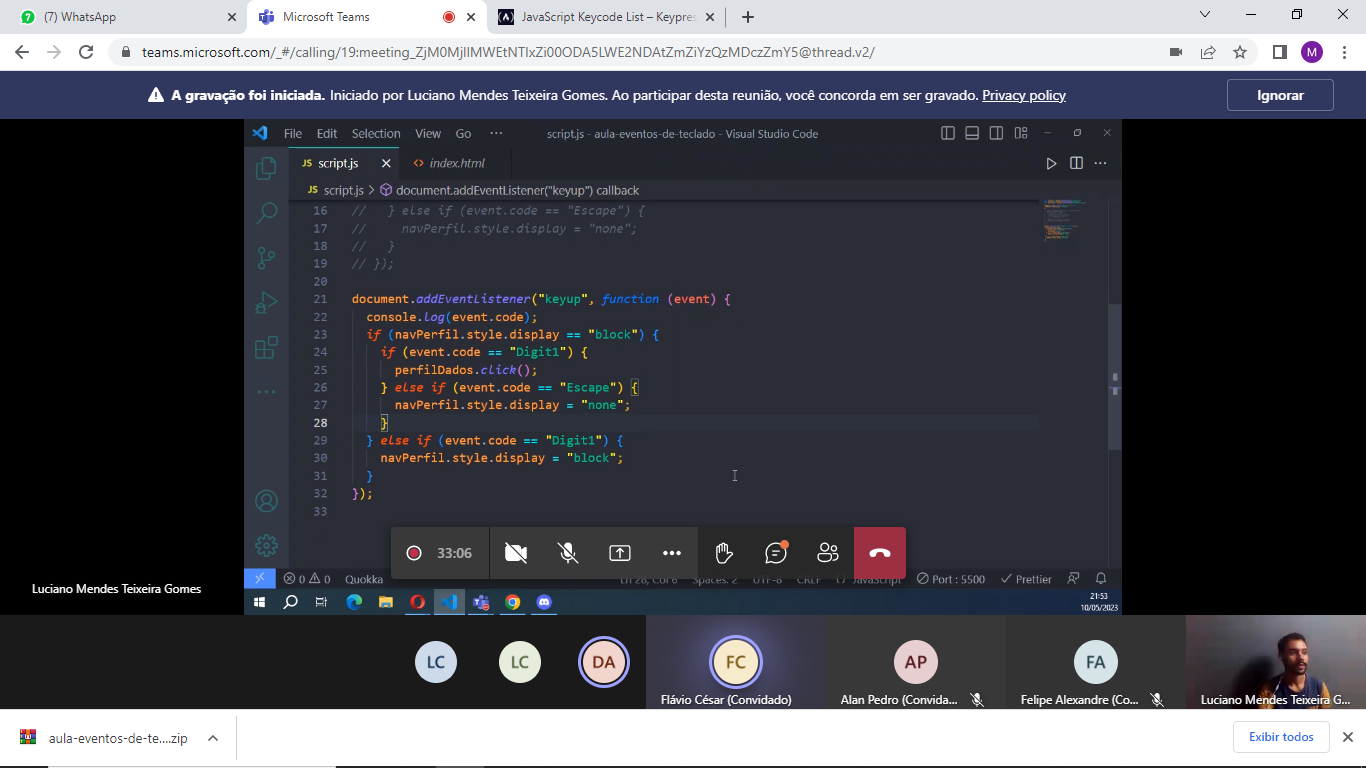 (7) WhatsApp
Microsoft Teams
JavaScript Keycode List – Keypres
teams.microsoft.com/_#/calling/19:meeting_ZjM0MjIlMWEtNTIxZi00ODA5LWE2NDAtZmZiYzQzMDczZmY5@thread.v2/
M
A gravação foi iniciada. Iniciado por Luciano Mendes Teixeira Gomes. Ao participar desta reunião, você concorda em ser gravado. Privacy policy
Ignorar
File Edit Selection View Go ··· script.js - aula-eventos-de-teclado - Visual Studio Code
JS script.js
<> index.html
JS script.js > document.addEventListener("keyup") callback
16 // } else if (event.code == "Escape") {
17 // navPerfil.style.display = "none";
18 // }
19 // });
20
21 document.addEventListener("keyup", function (event) {
22 console.log(event.code);
23 if (navPerfil.style.display == "block") {
24 if (event.code == "Digit1") {
25 perfilDados.click();
26 } else if (event.code == "Escape") {
27 navPerfil.style.display = "none";
28 }
29 } else if (event.code == "Digit1") {
30 navPerfil.style.display = "block";
31 }
32 });
33
33:06
0 0 Quokka Ln 28, Col 6 Spaces: 2 UTF-8 CRLF JavaScript Port : 5500 Prettier
Luciano Mendes Teixeira Gomes
21:53
10/05/2023
LC
LC
DA
FC
Flávio César (Convidado)
AP
Alan Pedro (Convida...
FA
Felipe Alexandre (Co...
Luciano Mendes Teixeira G...
aula-eventos-de-te....zip
Exibir todos